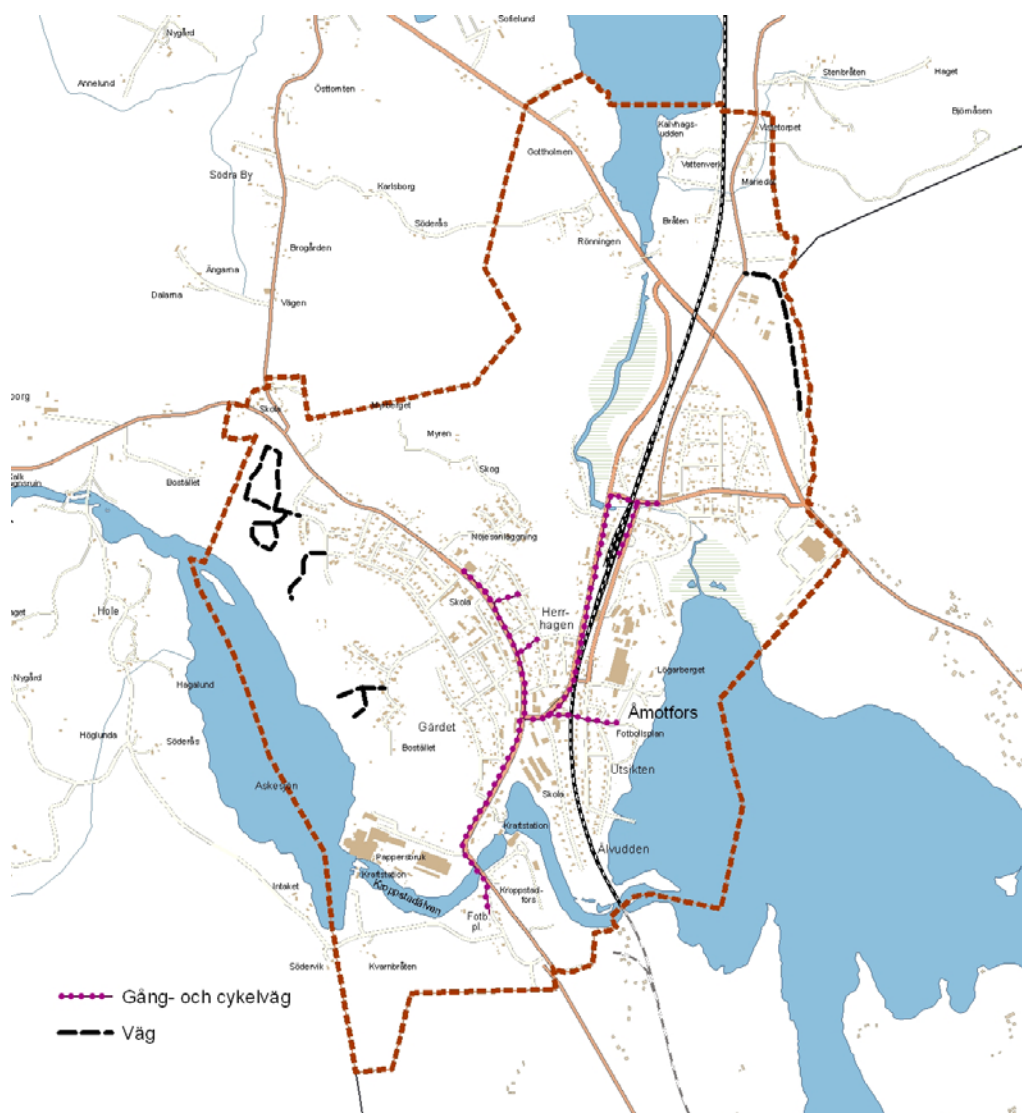 Nygård
Sofielund
Annelund
Östtomten
Stenbråten
Haget
Björnåsen
Kalvhags-
udden
Gottholmen
Vattenverk
Södra By
Karlsborg
Marieda
Söderås
Bråten
Rönningen
Brogården
Ängarna
Dalarna
Vägen
borg
Skola
Myrberget
Myren
Skog
Bostället
Nöjesanläggning
Skola
Herr-
hagen
Hole
Lögarberget
Nygård
Hagalund
Åmotfors
Gärdet
Fotbollsplan
Höglunda
Söderås
Bostället
Utsikten
Askesjön
Skola
Kraftstation
Älvudden
Pappersbruk
Kraftstation
Kroppstadälven
Kroppstad-
fors
Intaket
Fotb.
pl.
Södervik
Kvarnbråten
Gång- och cykelväg
Väg